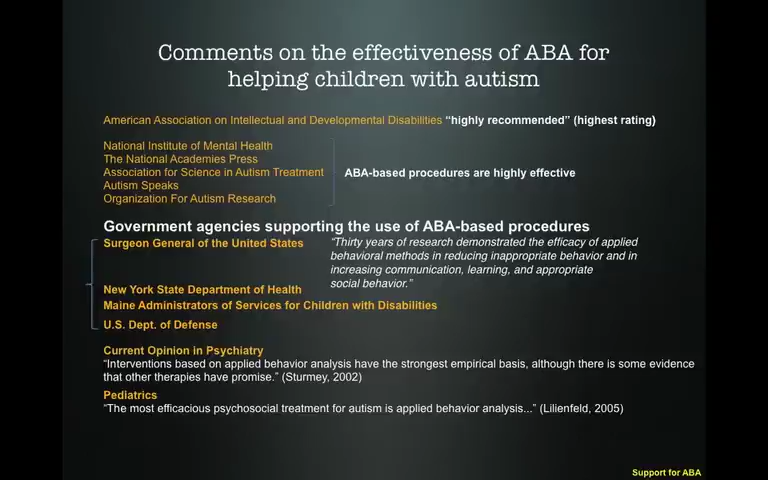 Comments on the effectiveness of ABA for
helping children with autism
American Association on Intellectual and Developmental Disabilities “highly recommended” (highest rating)
National Institute of Mental Health
The National Academies Press
Association for Science in Autism Treatment
Autism Speaks
Organization For Autism Research
ABA-based procedures are highly effective
Government agencies supporting the use of ABA-based procedures
Surgeon General of the United States
“Thirty years of research demonstrated the efficacy of applied
behavioral methods in reducing inappropriate behavior and in
increasing communication, learning, and appropriate
social behavior.”
New York State Department of Health
Maine Administrators of Services for Children with Disabilities
U.S. Dept. of Defense
Current Opinion in Psychiatry
“Interventions based on applied behavior analysis have the strongest empirical basis, although there is some evidence
that other therapies have promise.” (Sturmey, 2002)
Pediatrics
“The most efficacious psychosocial treatment for autism is applied behavior analysis...” (Lilienfeld, 2005)
Support for ABA